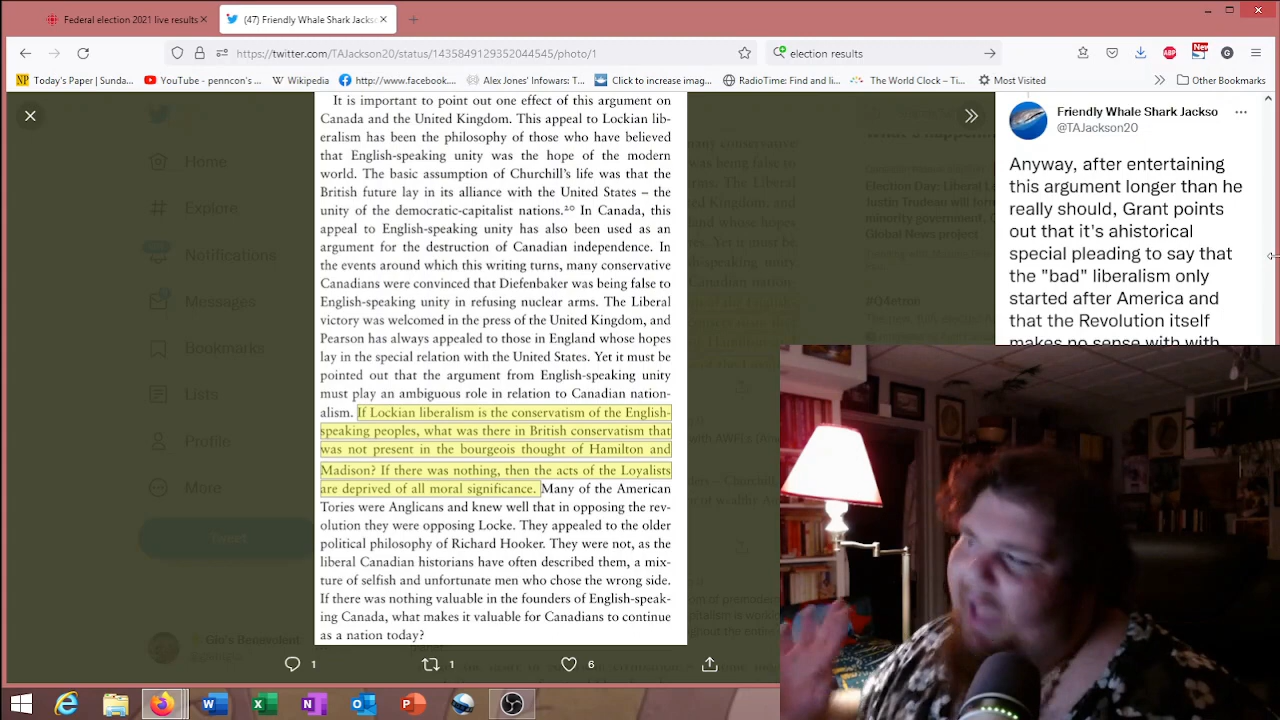 Federal election 2021 live results
(47) Friendly Whale Shark Jackso
https://twitter.com/TAJackson20/status/1435849129352044545/photo/1
election results
Today's Paper (Sunda...
YouTube - pennncon's...
Wikipedia
http://www.facebook....
Alex Jones' Infowars: T...
Click to increase imag...
RadioTime: Find and li...
The World Clock – Ti...
Most Visited
Other Bookmarks
ABP
New
It is important to point out one effect of this argument on
Canada and the United Kingdom. This appeal to Lockian lib-
eralism has been the philosophy of those who have believed
that English-speaking unity was the hope of the modern
world. The basic assumption of Churchill's life was that the
British future lay in its alliance with the United States – the
unity of the democratic-capitalist nations.²⁰ In Canada, this
appeal to English-speaking unity has also been used as an
argument for the destruction of Canadian independence. In
the events around which this writing turns, many conservative
Canadians were convinced that Diefenbaker was being false to
English-speaking unity in refusing nuclear arms. The Liberal
victory was welcomed in the press of the United Kingdom, and
Pearson has always appealed to those in England whose hopes
lay in the special relation with the United States. Yet it must be
pointed out that the argument from English-speaking unity
must play an ambiguous role in relation to Canadian nation-
alism. If Lockian liberalism is the conservatism of the English-
speaking peoples, what was there in British conservatism that
was not present in the bourgeois thought of Hamilton and
Madison? If there was nothing, then the acts of the Loyalists
are deprived of all moral significance. Many of the American
Tories were Anglicans and knew well that in opposing the rev-
olution they were opposing Locke. They appealed to the older
political philosophy of Richard Hooker. They were not, as the
liberal Canadian historians have often described them, a mix-
ture of selfish and unfortunate men who chose the wrong side.
If there was nothing valuable in the founders of English-speak-
ing Canada, what makes it valuable for Canadians to continue
as a nation today?
1
1
6
Home
Explore
Notifications
Messages
Bookmarks
Lists
Profile
More
Tweet
Friendly Whale Shark Jackso
@TAJackson20
Anyway, after entertaining
this argument longer than he
really should, Grant points
out that it's ahistorical
special pleading to say that
the "bad" liberalism only
started after America and
that the Revolution itself
makes no sense with with